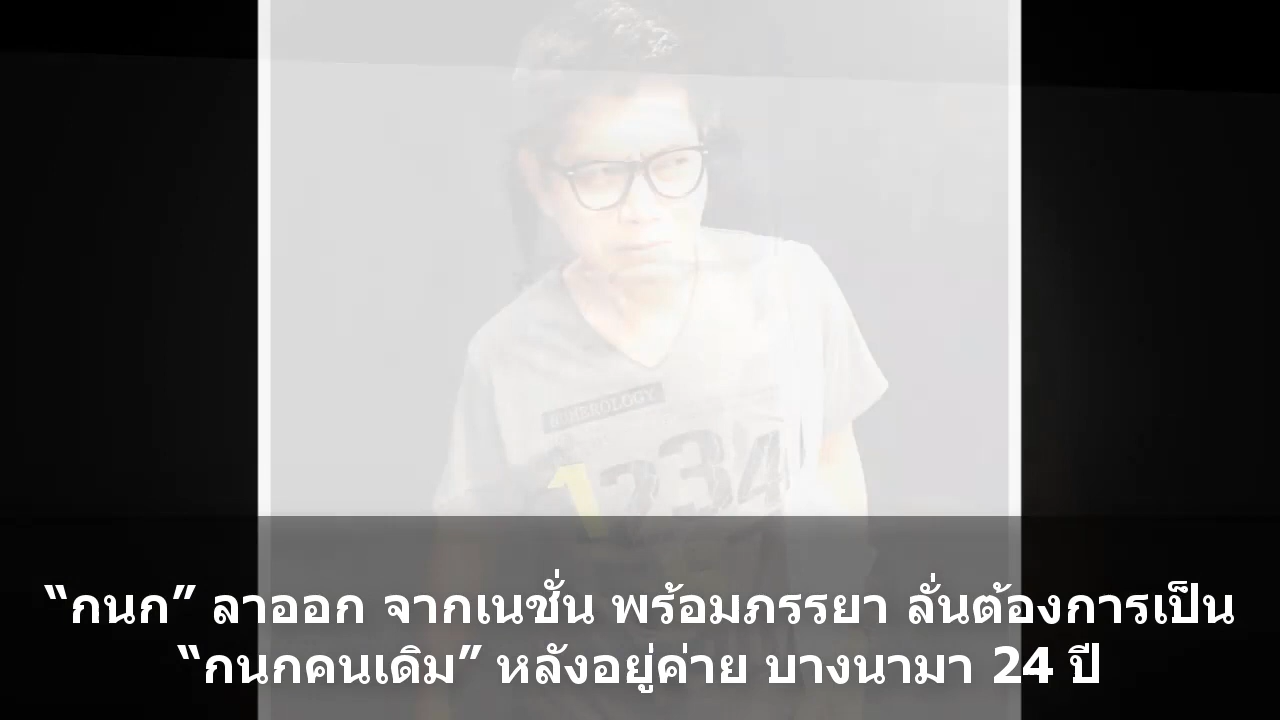 HEROLOGY
1234
“กนก” ลาออก จากเนชั่น พร้อมภรรยา ลั่นต้องการเป็น
“กนกคนเดิม” หลังอยู่ค่าย บางนามา 24 ปี